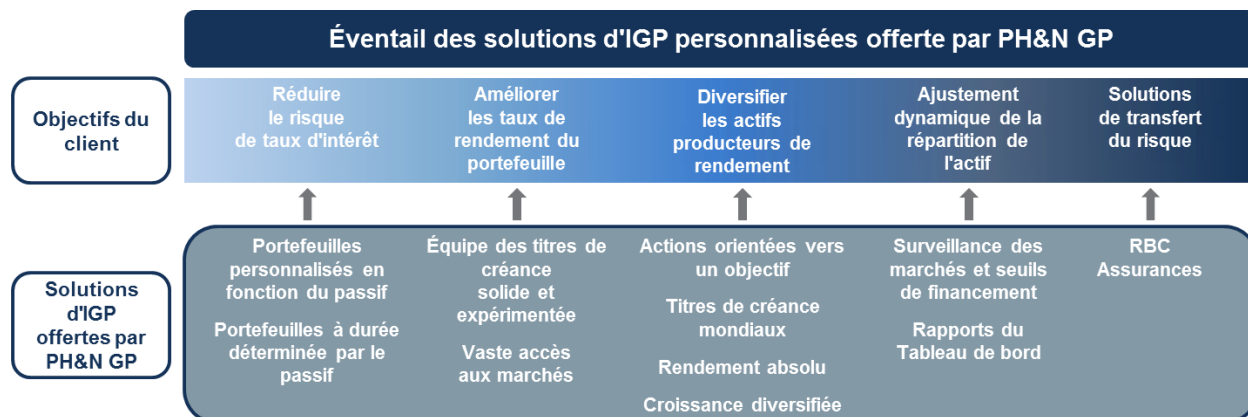 Éventail des solutions d'IGP personnalisées offerte par PH&N GP
Objectifs du
client
Réduire
le risque
de taux d'intérêt
Améliorer
les taux de
rendement du
portefeuille
Diversifier
les actifs
producteurs de
rendement
Ajustement
dynamique de la
répartition de
l'actif
Solutions
de transfert
du risque
Solutions
d'IGP
offertes par
PH&N GP
Portefeuilles
personnalisés en
fonction du passif
Portefeuilles à durée
déterminée par le
passif
Équipe des titres de
créance
solide et
expérimentée
Vaste accès
aux marchés
Actions orientées vers
un objectif
Titres de créance
mondiaux
Rendement absolu
Croissance diversifiée
Surveillance des
marchés et seuils
de financement
Rapports du
Tableau de bord
RBC
Assurances